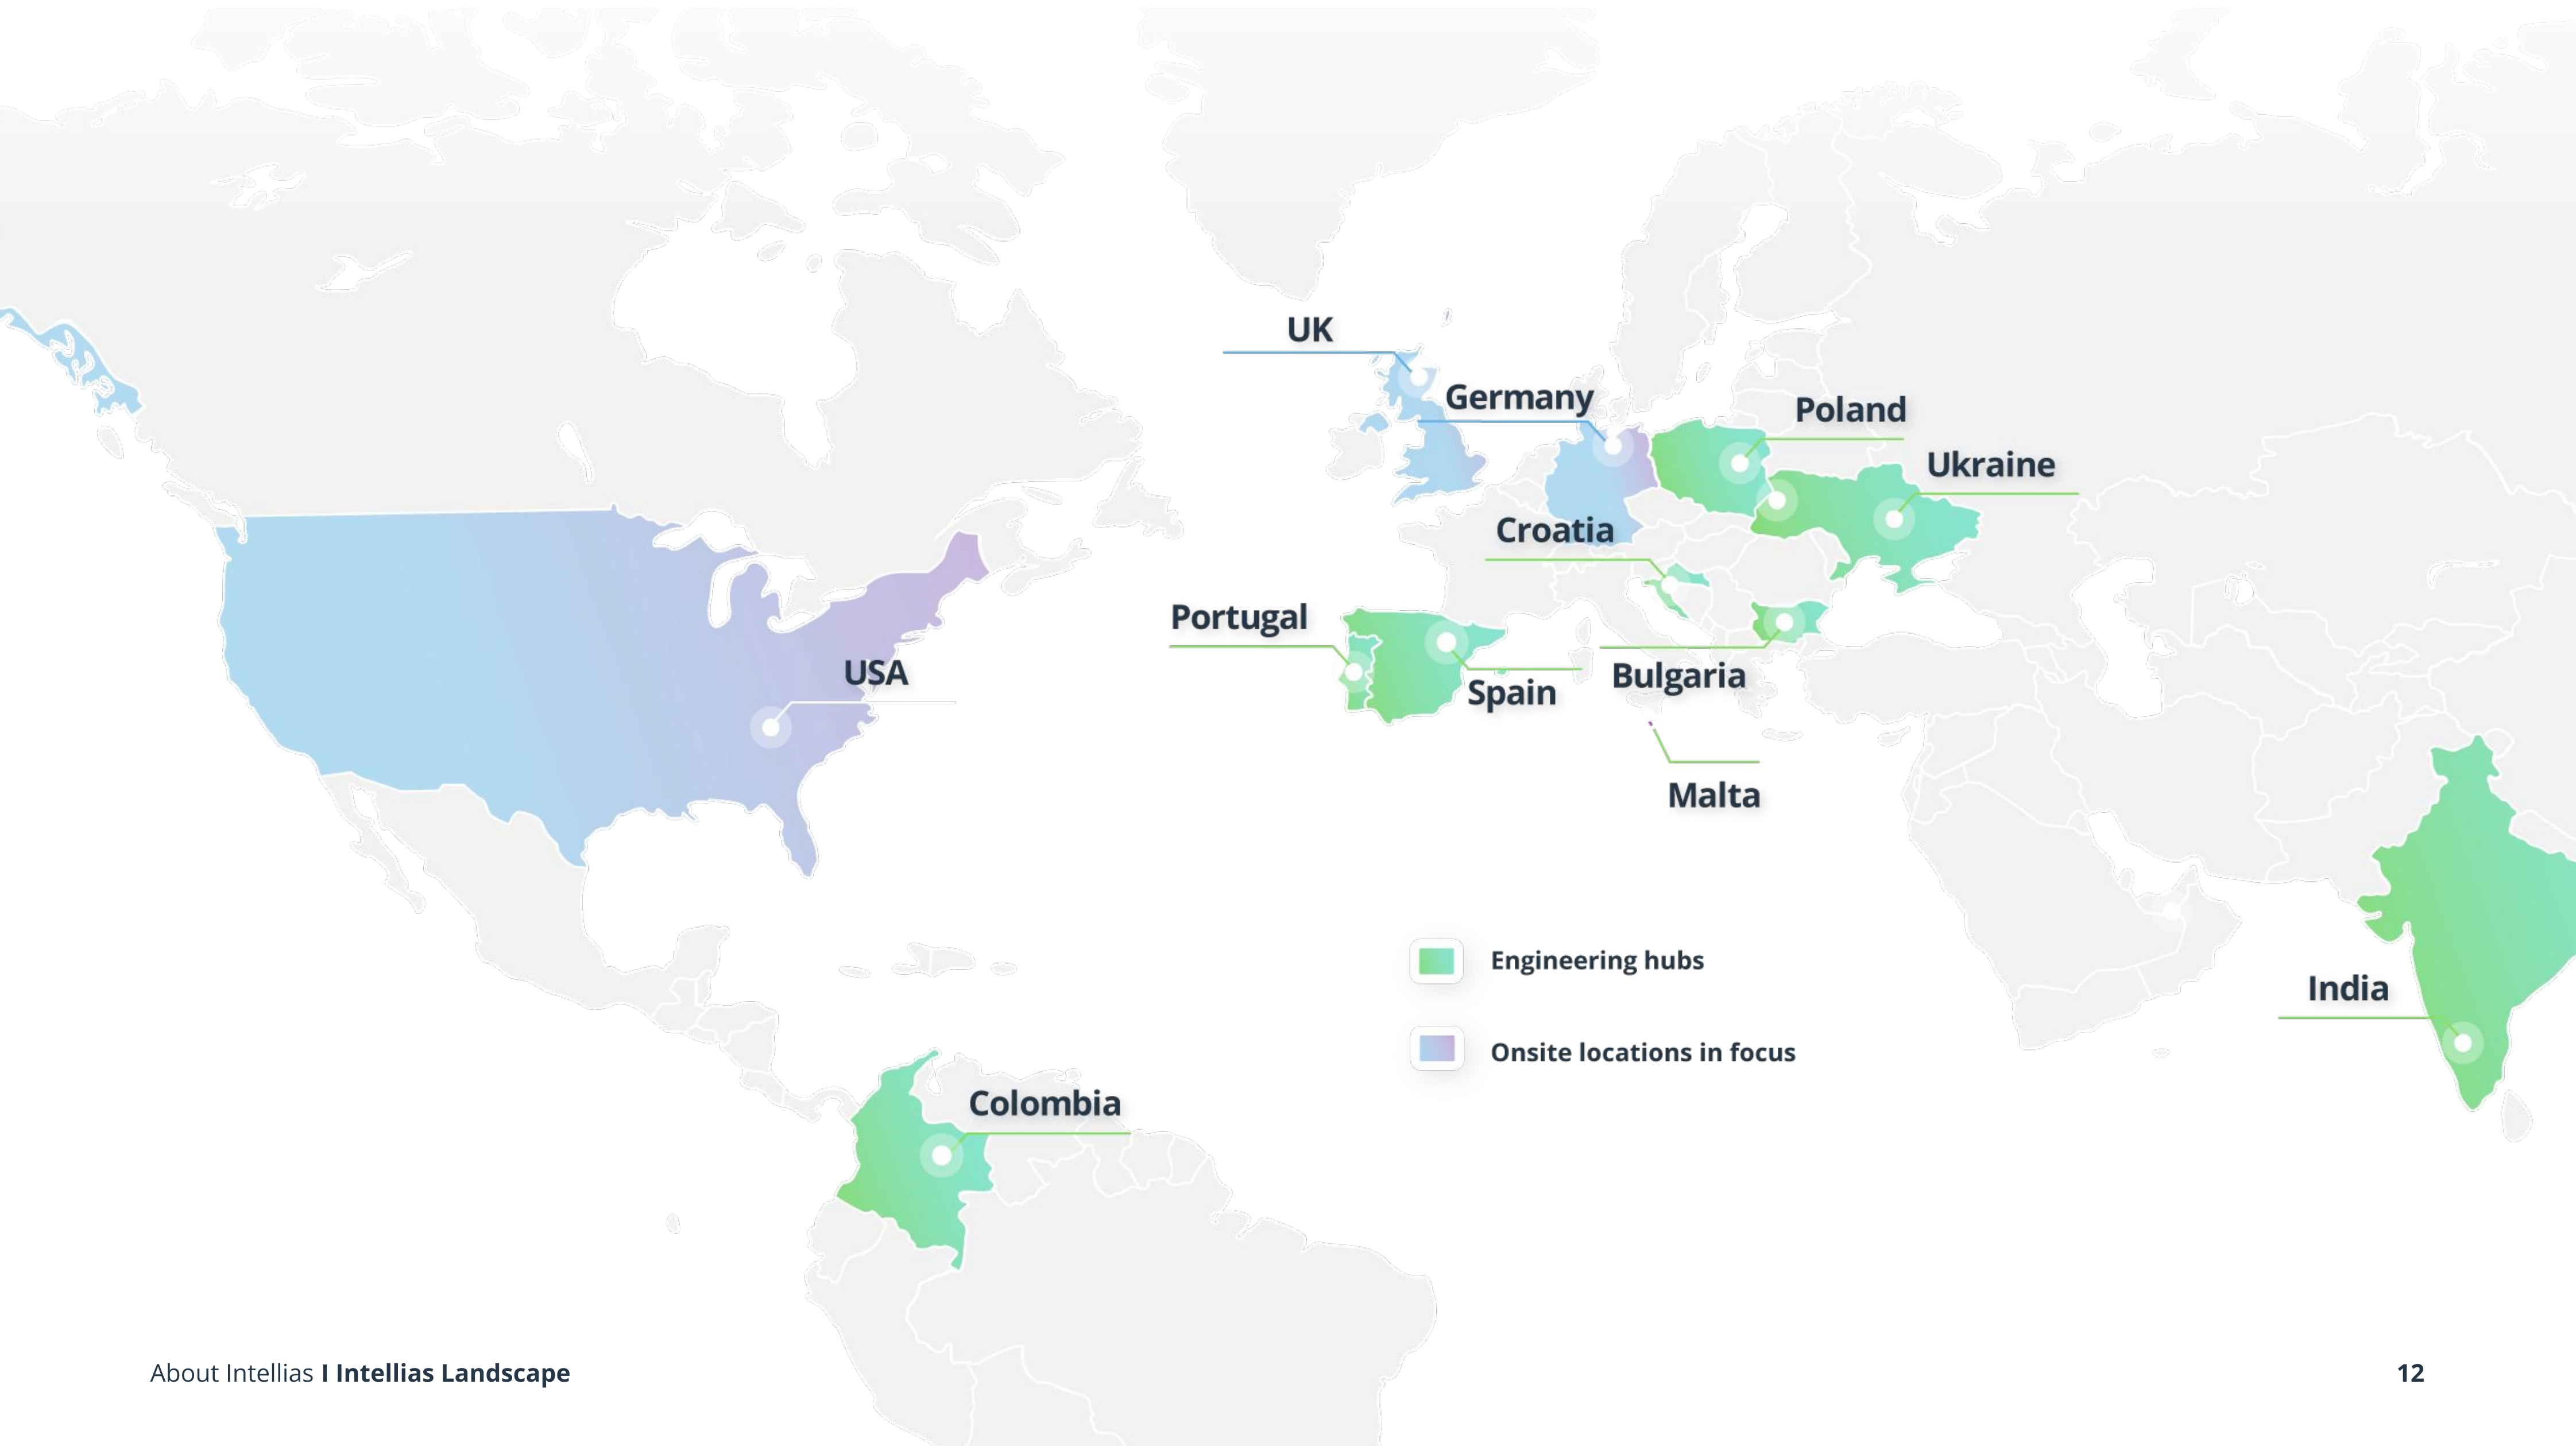 UK
Germany
Poland
Ukraine
Croatia
Portugal
USA
Bulgaria
Spain
Malta
Engineering hubs
India
Onsite locations in focus
Colombia
About Intellias I Intellias Landscape
12